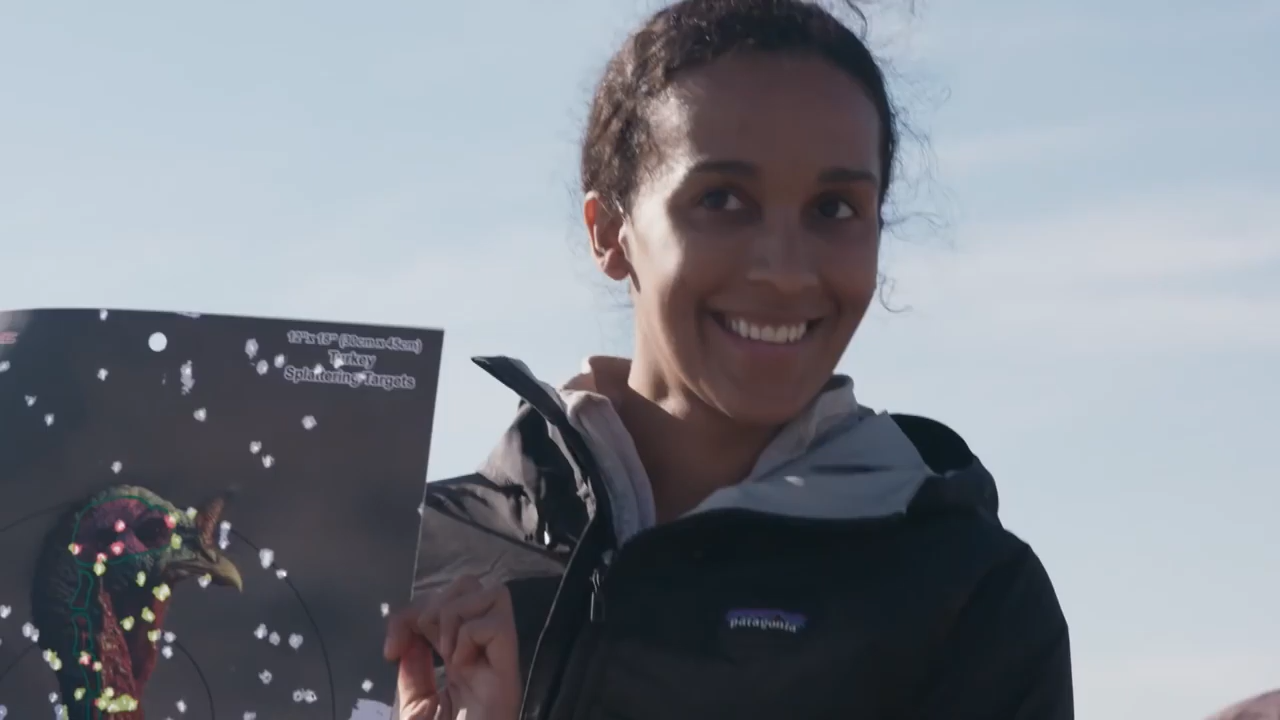 12"x 18" (30cm x 45cm)
Turkey
Splattering Targets
patagonia